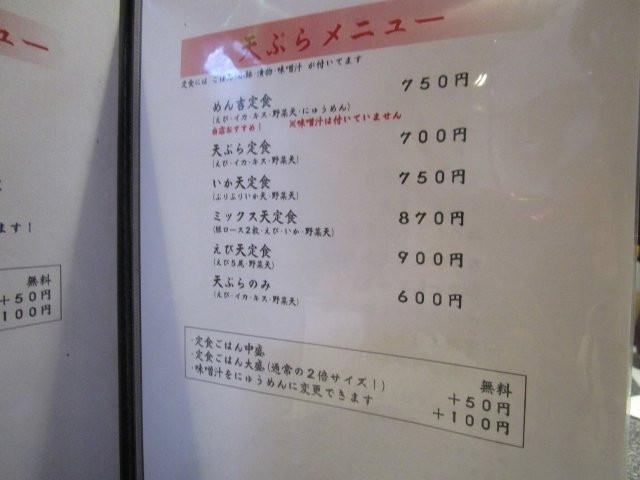 ュー
ます！
無料
＋50円
100円
天ぷらメニュー
定食には ごはん・小鉢・漬物・味噌汁 が付いてます
めん吉定食 750円
(えび・イカ・キス・野菜天・にゅうめん)
当店おすすめ！ ※味噌汁は付いていません
天ぷら定食 700円
(えび・イカ・キス・野菜天)
いか天定食 750円
(ぷりぷりいか天・野菜天)
ミックス天定食 870円
(豚ロース2枚・えび・いか・野菜天)
えび天定食 900円
(えび5尾・野菜天)
天ぷらのみ 600円
(えび・イカ・キス・野菜天)
・定食ごはん中盛 無料
・定食ごはん大盛(通常の2倍サイズ！) ＋50円
・味噌汁をにゅうめんに変更できます ＋100円